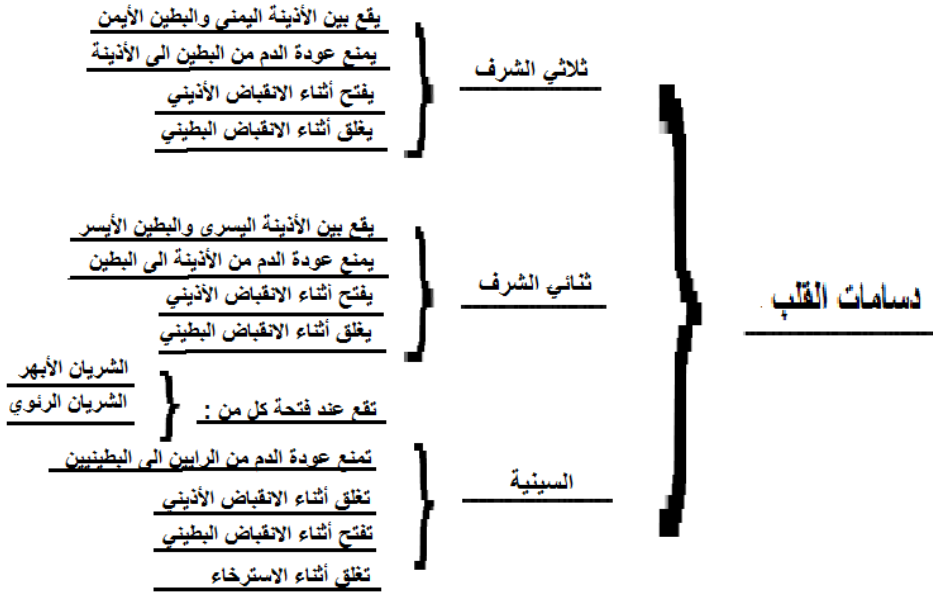 دسامات القلب
ثلاثي الشرف
يقع بين الأذينة اليمني والبطين الأيمن
يمنع عودة الدم من البطين الى الأذينة
يفتح أثناء الانقباض الأذيني
يغلق أثناء الانقباض البطيني
ثنائي الشرف
يقع بين الأذينة اليسرى والبطين الأيسر
يمنع عودة الدم من الأذينة الى البطين
يفتح أثناء الانقباض الأذيني
يغلق أثناء الانقباض البطيني
السينية
تقع عند فتحة كل من :
الشريان الأبهر
الشريان الرئوي
تمنع عودة الدم من الرايين الى البطينيين
تغلق أثناء الانقباض الأذيني
تفتح أثناء الانقباض البطيني
تغلق أثناء الاسترخاء